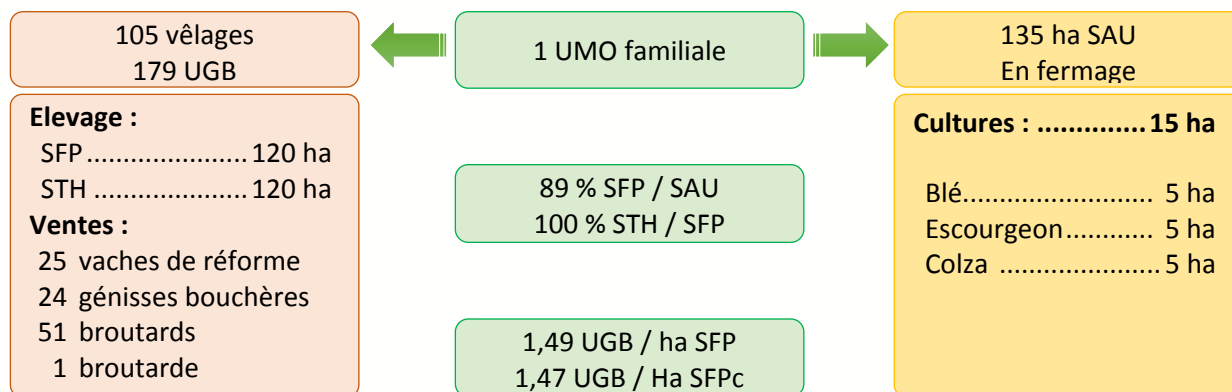 105 vêlages
179 UGB
1 UMO familiale
135 ha SAU
En fermage
Elevage :
SFP ...................... 120 ha
STH ...................... 120 ha
Ventes :
25 vaches de réforme
24 génisses bouchères
51 broutards
1 broutarde
89 % SFP / SAU
100 % STH / SFP
1,49 UGB / ha SFP
1,47 UGB / Ha SFPc
Cultures : .............. 15 ha
Blé...................... 5 ha
Escourgeon............ 5 ha
Colza .................. 5 ha